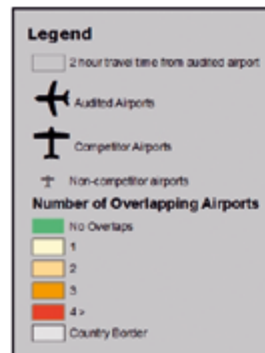 Legend
2 hour travel time from audited airport
Audited Airports
Competitor Airports
Non-competitor airports
Number of Overlapping Airports
No Overlaps
1
2
3
4 >
Country Border